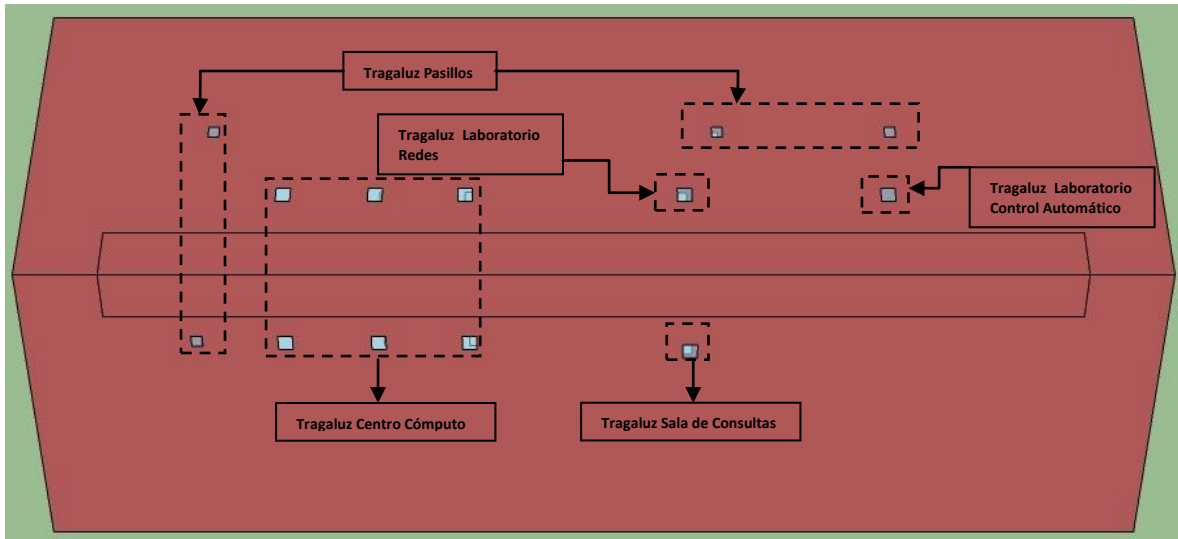 Tragaluz Pasillos
Tragaluz Laboratorio
Redes
Tragaluz Laboratorio
Control Automático
Tragaluz Centro Cómputo
Tragaluz Sala de Consultas